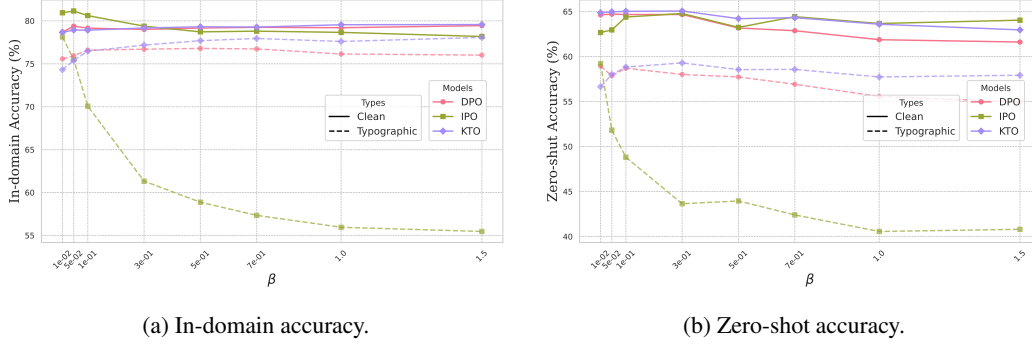 80
75
70
65
60
55
In-domain Accuracy (%)
1e-02
5e-02
1e-01
3e-01
5e-01
7e-01
1.0
1.5
β
Types
Clean
Typographic
Models
DPO
IPO
KTO
(a) In-domain accuracy.
65
60
55
50
45
40
Zero-shut Accuracy (%)
1e-02
5e-02
1e-01
3e-01
5e-01
7e-01
1.0
1.5
β
Types
Clean
Typographic
Models
DPO
IPO
KTO
(b) Zero-shot accuracy.